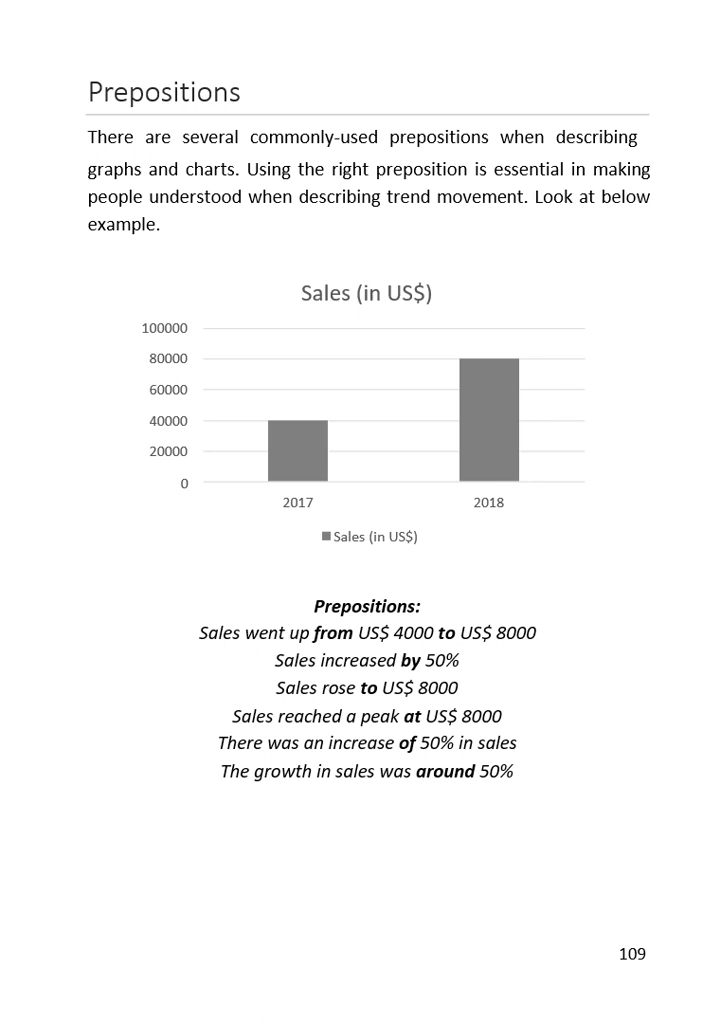 Prepositions
There are several commonly-used prepositions when describing
graphs and charts. Using the right preposition is essential in making
people understood when describing trend movement. Look at below
example.
Sales (in US$)
100000
80000
60000
40000
20000
0
2017 2018
Sales (in US$)
Prepositions:
Sales went up from US$ 4000 to US$ 8000
Sales increased by 50%
Sales rose to US$ 8000
Sales reached a peak at US$ 8000
There was an increase of 50% in sales
The growth in sales was around 50%
109